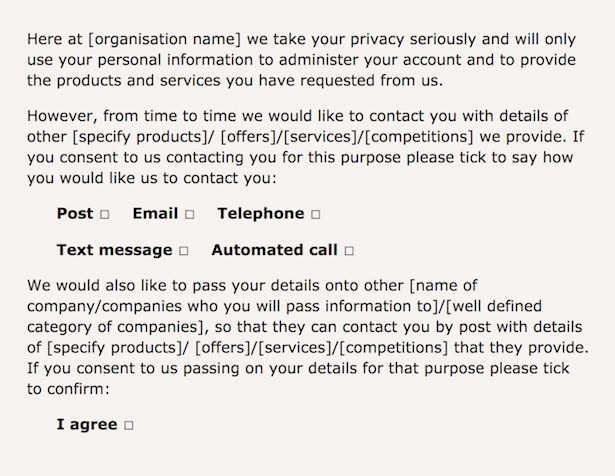 Here at [organisation name] we take your privacy seriously and will only
use your personal information to administer your account and to provide
the products and services you have requested from us.
However, from time to time we would like to contact you with details of
other [specify products]/ [offers]/[services]/[competitions] we provide. If
you consent to us contacting you for this purpose please tick to say how
you would like us to contact you:
Post □ Email □ Telephone □
Text message □ Automated call □
We would also like to pass your details onto other [name of
company/companies who you will pass information to]/[well defined
category of companies], so that they can contact you by post with details
of [specify products]/ [offers]/[services]/[competitions] that they provide.
If you consent to us passing on your details for that purpose please tick
to confirm:
I agree □